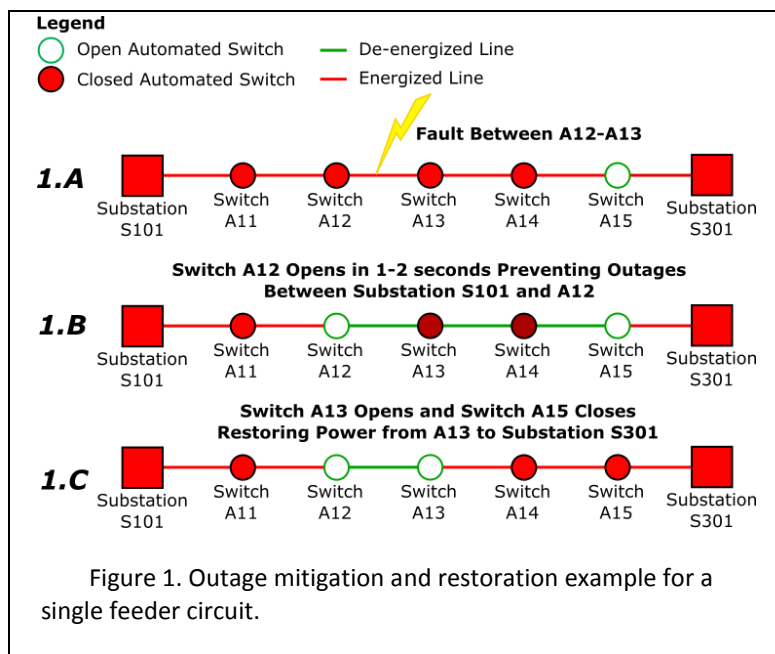 Legend
Open Automated Switch
De-energized Line
Closed Automated Switch
Energized Line
Fault Between A12-A13
1.A
Substation S101
Switch A11
Switch A12
Switch A13
Switch A14
Switch A15
Substation S301
Switch A12 Opens in 1-2 seconds Preventing Outages
Between Substation S101 and A12
1.B
Substation S101
Switch A11
Switch A12
Switch A13
Switch A14
Switch A15
Substation S301
Switch A13 Opens and Switch A15 Closes
Restoring Power from A13 to Substation S301
1.C
Substation S101
Switch A11
Switch A12
Switch A13
Switch A14
Switch A15
Substation S301
Figure 1. Outage mitigation and restoration example for a
single feeder circuit.